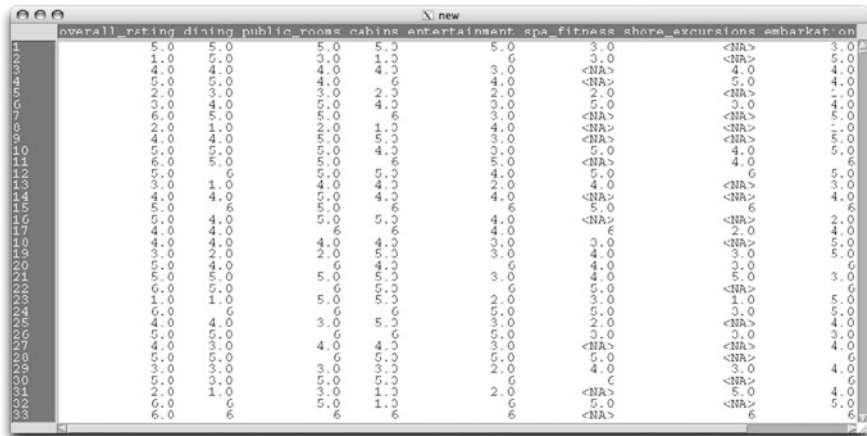 new
overall_rating dining public_rooms cabins entertainment spa_fitness shore_excursions embarkation
1 5.0 5.0 5.0 5.0 5.0 3.0 <NA> 3.0
2 1.0 5.0 3.0 1.0 6 3.0 <NA> 5.0
3 4.0 4.0 4.0 4.0 3.0 <NA> 4.0 4.0
4 5.0 5.0 4.0 6 4.0 5.0 4.0
5 2.0 3.0 3.0 2.0 2.0 2.0 <NA> 1.0
6 3.0 4.0 5.0 4.0 3.0 5.0 3.0 4.0
7 6.0 5.0 5.0 6 3.0 <NA> <NA> 5.0
8 2.0 1.0 2.0 1.0 4.0 <NA> <NA> 1.0
9 4.0 4.0 5.0 5.0 3.0 <NA> <NA> 5.0
10 5.0 5.0 5.0 4.0 3.0 5.0 4.0 5.0
11 6.0 5.0 5.0 6 5.0 <NA> 4.0 6
12 5.0 6 5.0 5.0 4.0 5.0 6 5.0
13 3.0 1.0 4.0 4.0 2.0 4.0 <NA> 3.0
14 4.0 4.0 5.0 4.0 4.0 <NA> <NA> 4.0
15 5.0 6 5.0 6 6 5.0 6 6
16 5.0 4.0 5.0 5.0 4.0 <NA> <NA> 2.0
17 4.0 4.0 6 6 4.0 6 2.0 4.0
18 4.0 4.0 4.0 4.0 3.0 3.0 <NA> 5.0
19 3.0 2.0 2.0 5.0 3.0 4.0 3.0 5.0
20 5.0 4.0 6 4.0 6 4.0 3.0 6
21 5.0 5.0 5.0 5.0 3.0 4.0 5.0 3.0
22 6.0 5.0 6 5.0 6 5.0 <NA> 6
23 1.0 1.0 5.0 5.0 2.0 3.0 1.0 5.0
24 5.0 6 6 6 5.0 5.0 3.0 5.0
25 4.0 4.0 3.0 5.0 3.0 2.0 <NA> 4.0
26 5.0 5.0 6 6 5.0 3.0 3.0 4.0
27 4.0 3.0 4.0 4.0 3.0 <NA> <NA> 4.0
28 5.0 5.0 6 5.0 5.0 5.0 <NA> 6
29 3.0 3.0 3.0 3.0 2.0 4.0 3.0 4.0
30 5.0 3.0 5.0 5.0 6 6 <NA> 6
31 2.0 1.0 3.0 1.0 2.0 <NA> 5.0 4.0
32 6.0 6 5.0 1.0 6 5.0 <NA> 5.0
33 6.0 6 6 6 6 <NA> 6 6